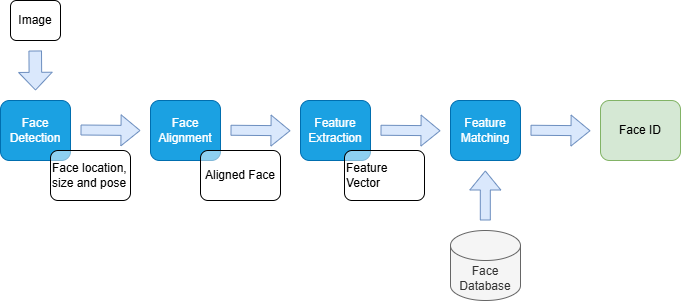 Image
Face
Detection
Face location,
size and pose
Face
Alignment
Aligned Face
Feature
Extraction
Feature
Vector
Feature
Matching
Face ID
Face
Database